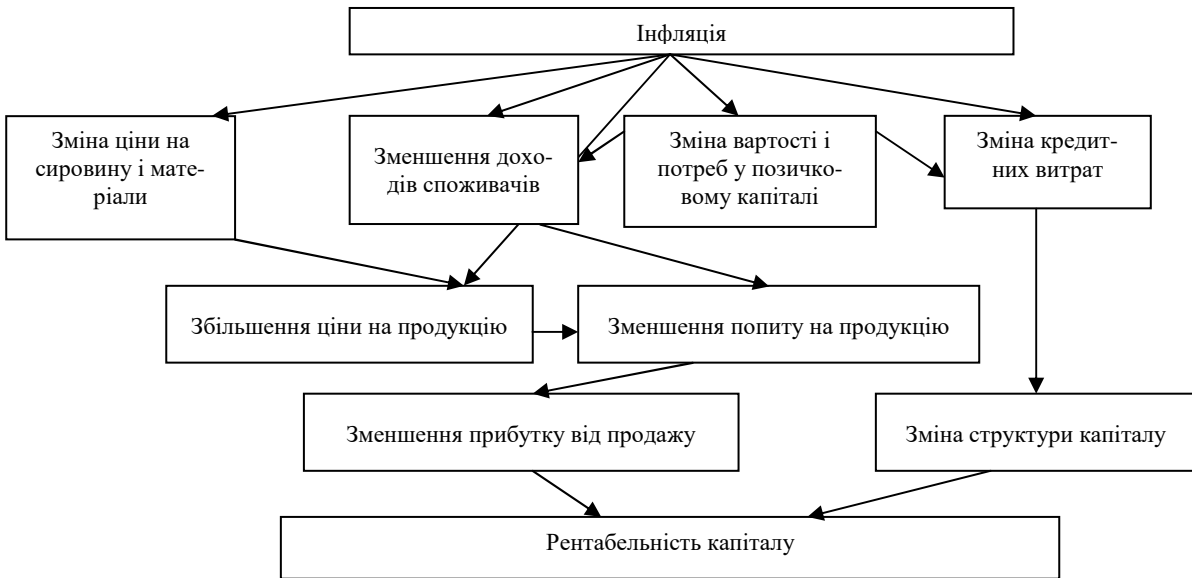 Інфляція
Зміна ціни на
сировину і мате-
ріали
Зменшення дохо-
дів споживачів
Зміна вартості і
потреб у позичко-
вому капіталі
Зміна кредит-
них витрат
Збільшення ціни на продукцію
Зменшення попиту на продукцію
Зменшення прибутку від продажу
Зміна структури капіталу
Рентабельність капіталу